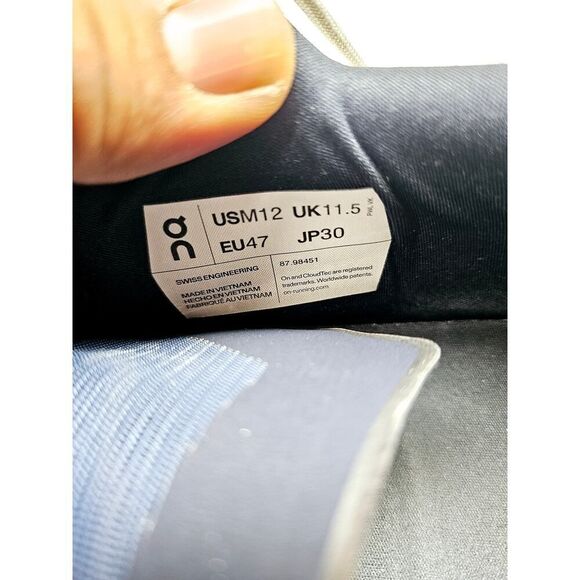 on
USM12 UK11.5
EU47 JP30
SWISS ENGINEERING
MADE IN VIETNAM
HECHO EN VIETNAM
FABRIQUÉ AU VIETNAM
87.98451
On and CloudTec are registered
trademarks. Worldwide patents.
on-running.com